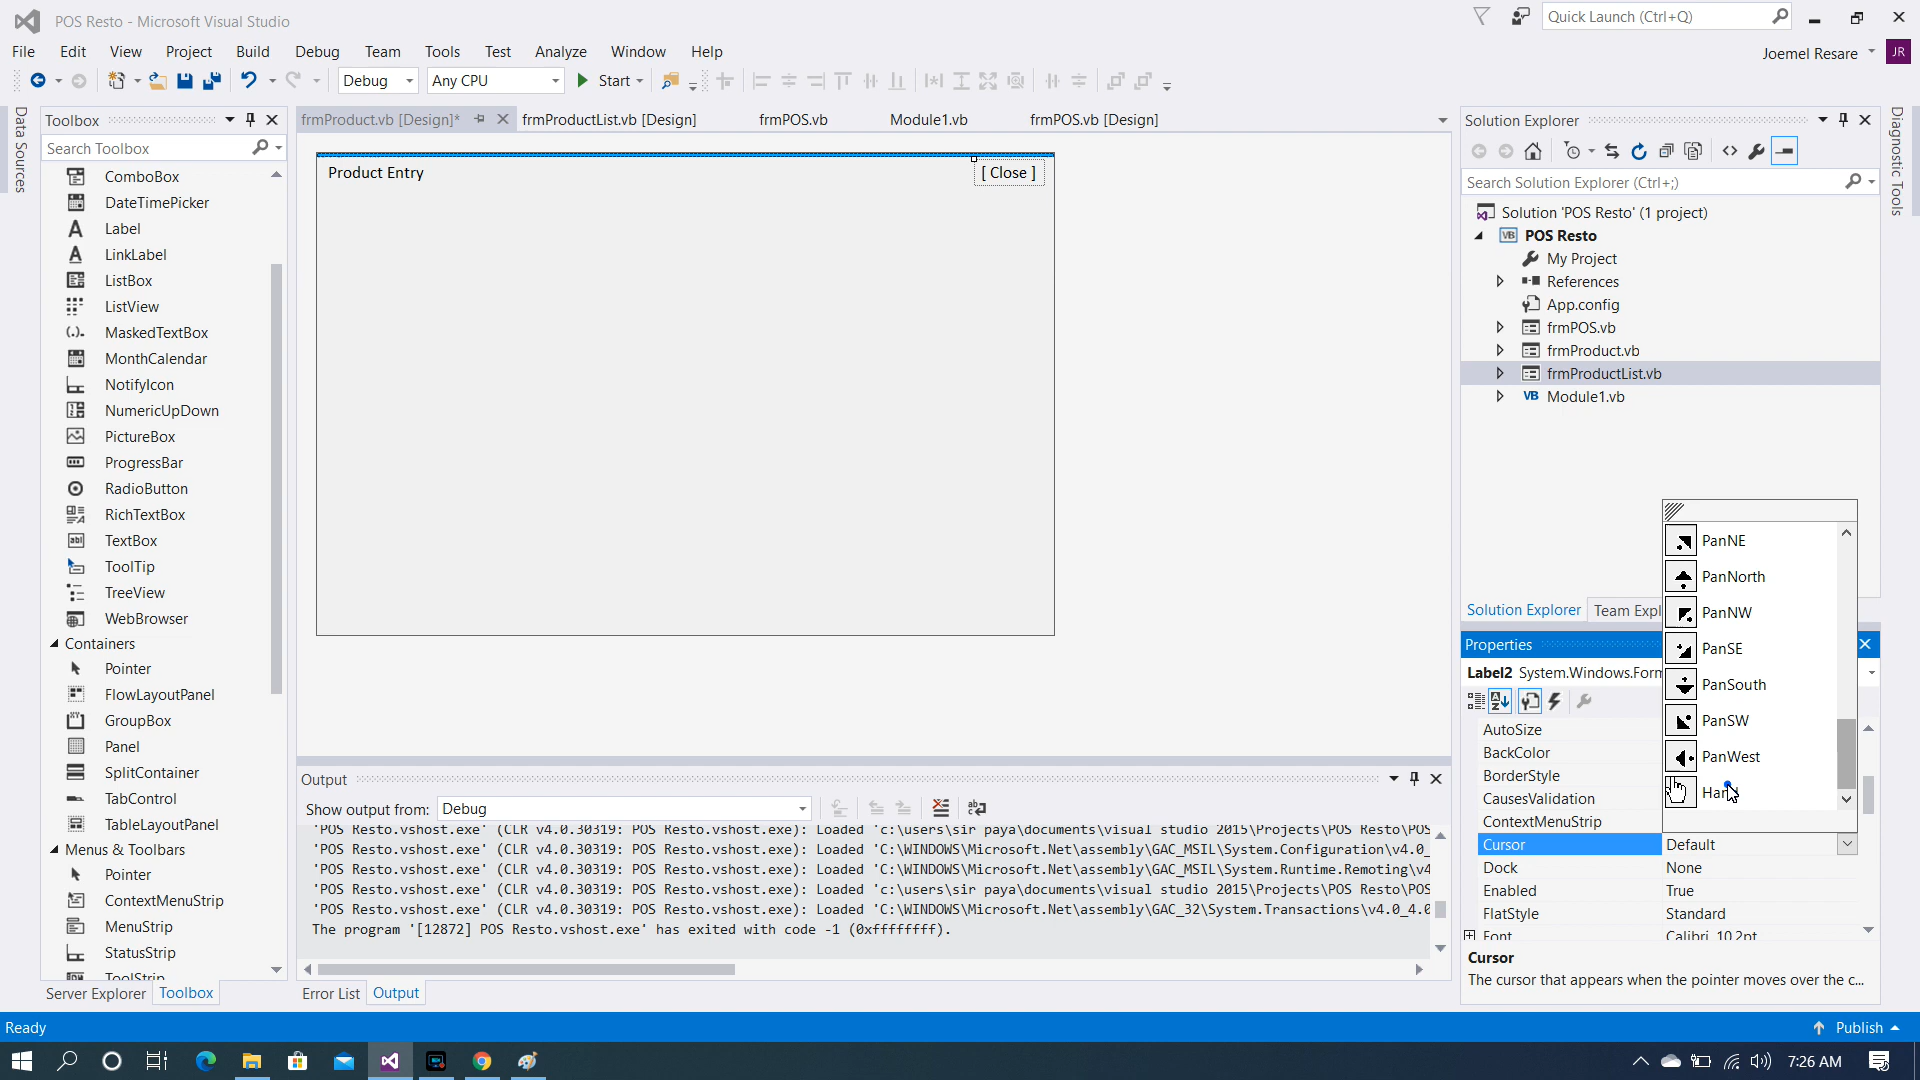 POS Resto - Microsoft Visual Studio
Quick Launch (Ctrl+Q)
File Edit View Project Build Debug Team Tools Test Analyze Window Help
Joemel Resare
JR
Debug
Any CPU
Start
Data Sources
Toolbox
Search Toolbox
ComboBox
DateTimePicker
Label
LinkLabel
ListBox
ListView
MaskedTextBox
MonthCalendar
NotifyIcon
NumericUpDown
PictureBox
ProgressBar
RadioButton
RichTextBox
TextBox
ToolTip
TreeView
WebBrowser
Containers
Pointer
FlowLayoutPanel
GroupBox
Panel
SplitContainer
TabControl
TableLayoutPanel
Menus & Toolbars
Pointer
ContextMenuStrip
MenuStrip
StatusStrip
ToolStrip
Server Explorer
Toolbox
frmProduct.vb [Design]*
frmProductList.vb [Design]
frmPOS.vb
Module1.vb
frmPOS.vb [Design]
Product Entry
[ Close ]
Output
Show output from:
Debug
'POS Resto.vshost.exe' (CLR v4.0.30319: POS Resto.vshost.exe): Loaded 'c:\users\sir paya\documents\visual studio 2015\Projects\POS Resto\POS
'POS Resto.vshost.exe' (CLR v4.0.30319: POS Resto.vshost.exe): Loaded 'C:\WINDOWS\Microsoft.Net\assembly\GAC_MSIL\System.Configuration\v4.0_
'POS Resto.vshost.exe' (CLR v4.0.30319: POS Resto.vshost.exe): Loaded 'C:\WINDOWS\Microsoft.Net\assembly\GAC_MSIL\System.Runtime.Remoting\v4
'POS Resto.vshost.exe' (CLR v4.0.30319: POS Resto.vshost.exe): Loaded 'c:\users\sir paya\documents\visual studio 2015\Projects\POS Resto\POS
'POS Resto.vshost.exe' (CLR v4.0.30319: POS Resto.vshost.exe): Loaded 'C:\WINDOWS\Microsoft.Net\assembly\GAC_32\System.Transactions\v4.0_4.0
The program '[12872] POS Resto.vshost.exe' has exited with code -1 (0xffffffff).
Error List
Output
Solution Explorer
Search Solution Explorer (Ctrl+;)
Solution 'POS Resto' (1 project)
VB POS Resto
My Project
References
App.config
frmPOS.vb
frmProduct.vb
frmProductList.vb
VB Module1.vb
Solution Explorer
Team Expl
Diagnostic Tools
PanNE
PanNorth
PanNW
PanSE
PanSouth
PanSW
PanWest
Hand
Properties
Label2 System.Windows.Form
AutoSize
BackColor
BorderStyle
CausesValidation
ContextMenuStrip
Cursor Default
Dock None
Enabled True
FlatStyle Standard
Font Calibri, 10.2pt
Cursor
The cursor that appears when the pointer moves over the c...
Ready
Publish
7:26 AM